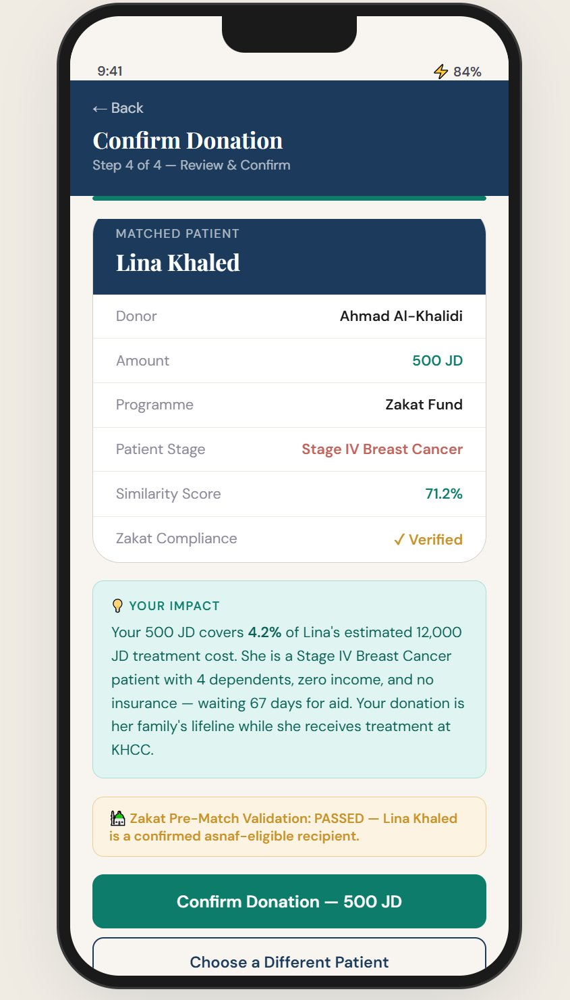 9:41
⚡ 84%
← Back
Confirm Donation
Step 4 of 4 — Review & Confirm
MATCHED PATIENT
Lina Khaled
Donor Ahmad Al-Khalidi
Amount 500 JD
Programme Zakat Fund
Patient Stage Stage IV Breast Cancer
Similarity Score 71.2%
Zakat Compliance ✓ Verified
💡 YOUR IMPACT
Your 500 JD covers 4.2% of Lina's estimated 12,000
JD treatment cost. She is a Stage IV Breast Cancer
patient with 4 dependents, zero income, and no
insurance — waiting 67 days for aid. Your donation is
her family's lifeline while she receives treatment at
KHCC.
🕌 Zakat Pre-Match Validation: PASSED — Lina Khaled
is a confirmed asnaf-eligible recipient.
Confirm Donation — 500 JD
Choose a Different Patient